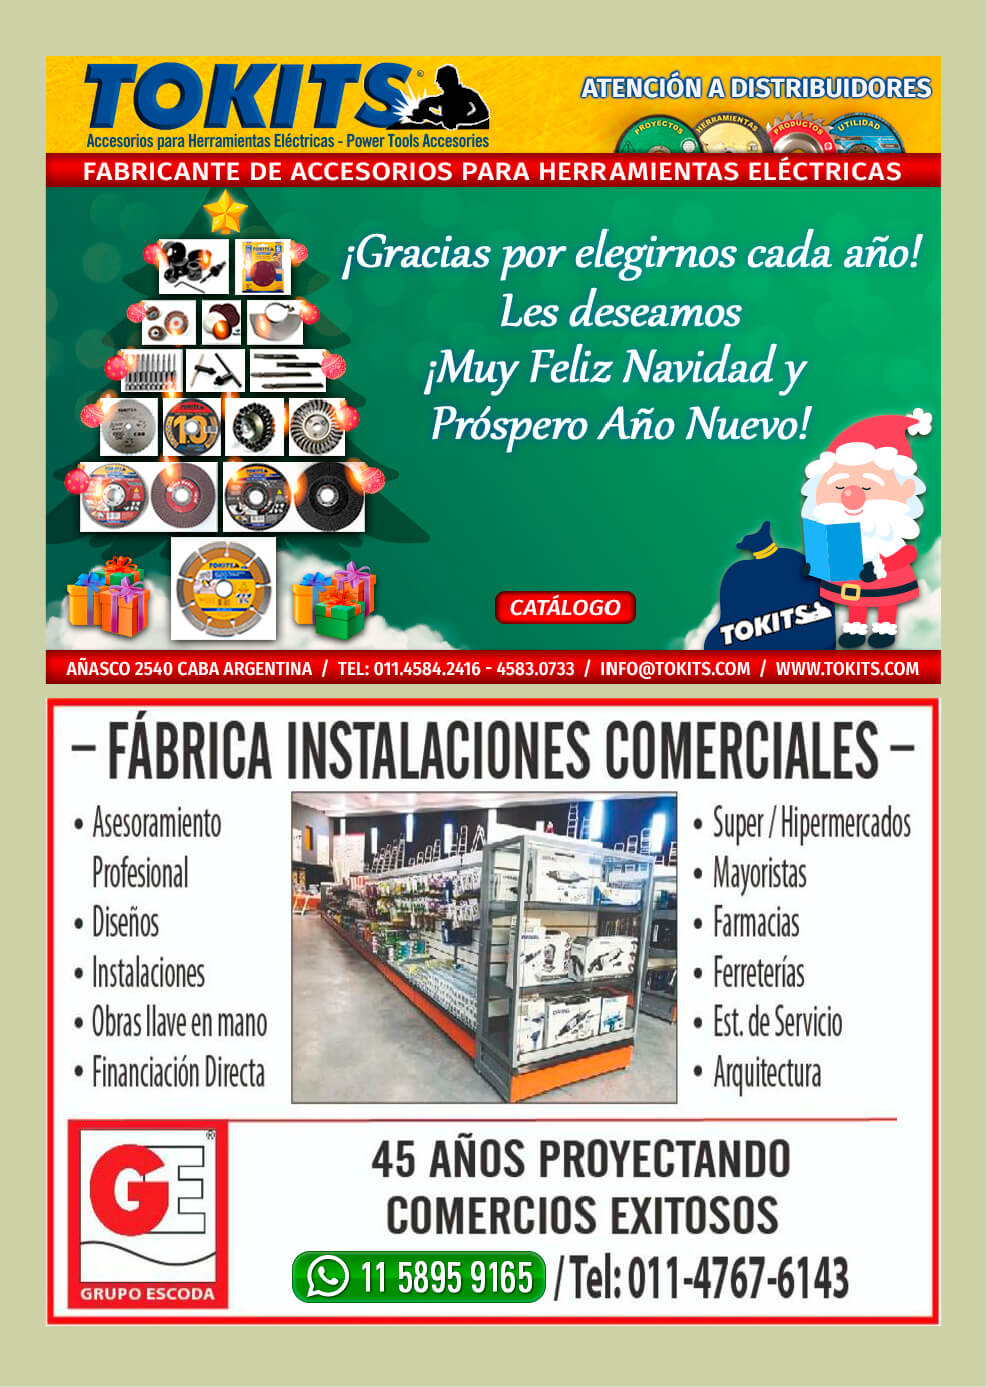 TOKITS®
Accesorios para Herramientas Eléctricas - Power Tools Accesories
ATENCIÓN A DISTRIBUIDORES
PROYECTOS
HERRAMIENTAS
PRODUCTOS
UTILIDAD
FABRICANTE DE ACCESORIOS PARA HERRAMIENTAS ELÉCTRICAS
¡Gracias por elegirnos cada año!
Les deseamos
¡Muy Feliz Navidad y
Próspero Año Nuevo!
TOKITS
TOKITS
TOKITS
CATÁLOGO
TOKITS
AÑASCO 2540 CABA ARGENTINA / TEL: 011.4584.2416 - 4583.0733 / INFO@TOKITS.COM / WWW.TOKITS.COM
– FÁBRICA INSTALACIONES COMERCIALES –
• Asesoramiento
Profesional
• Diseños
• Instalaciones
• Obras llave en mano
• Financiación Directa
• Super / Hipermercados
• Mayoristas
• Farmacias
• Ferreterías
• Est. de Servicio
• Arquitectura
GE®
GRUPO ESCODA
45 AÑOS PROYECTANDO
COMERCIOS EXITOSOS
11 5895 9165 / Tel: 011-4767-6143